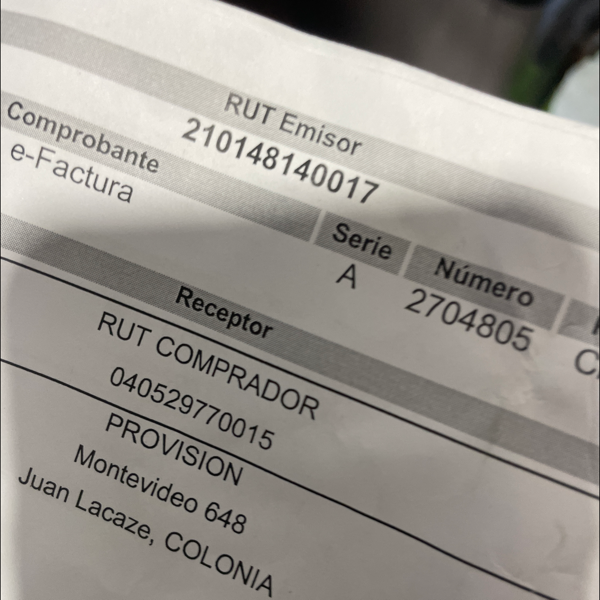 RUT Emisor
210148140017
Comprobante Serie Número
e-Factura A 2704805
Receptor
RUT COMPRADOR
040529770015
PROVISION
Montevideo 648
Juan Lacaze, COLONIA